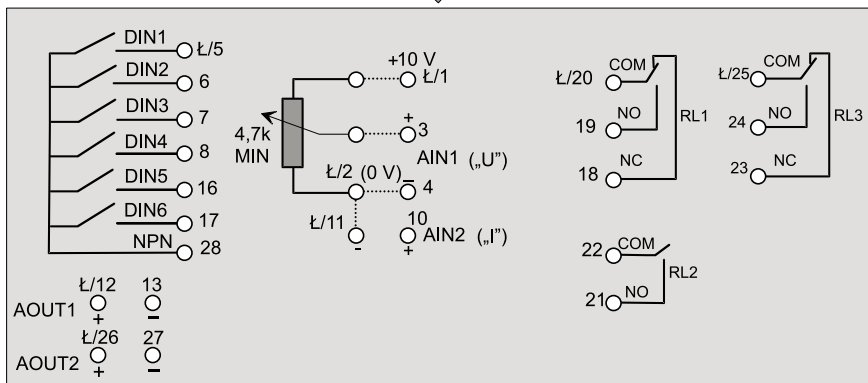 DIN1 Ł/5
DIN2 6
DIN3 7
DIN4 8
DIN5 16
DIN6 17
NPN 28
Ł/12 13
AOUT1
+ –
Ł/26 27
AOUT2
+ –
+10 V
Ł/1
4,7k
MIN
+
3
AIN1 („U”)
Ł/2 (0 V) –
4
Ł/11
–
10
AIN2 („I”)
+
COM
Ł/20
NO
19
RL1
NC
18
COM
Ł/25
NO
24
RL3
NC
23
COM
22
RL2
NO
21